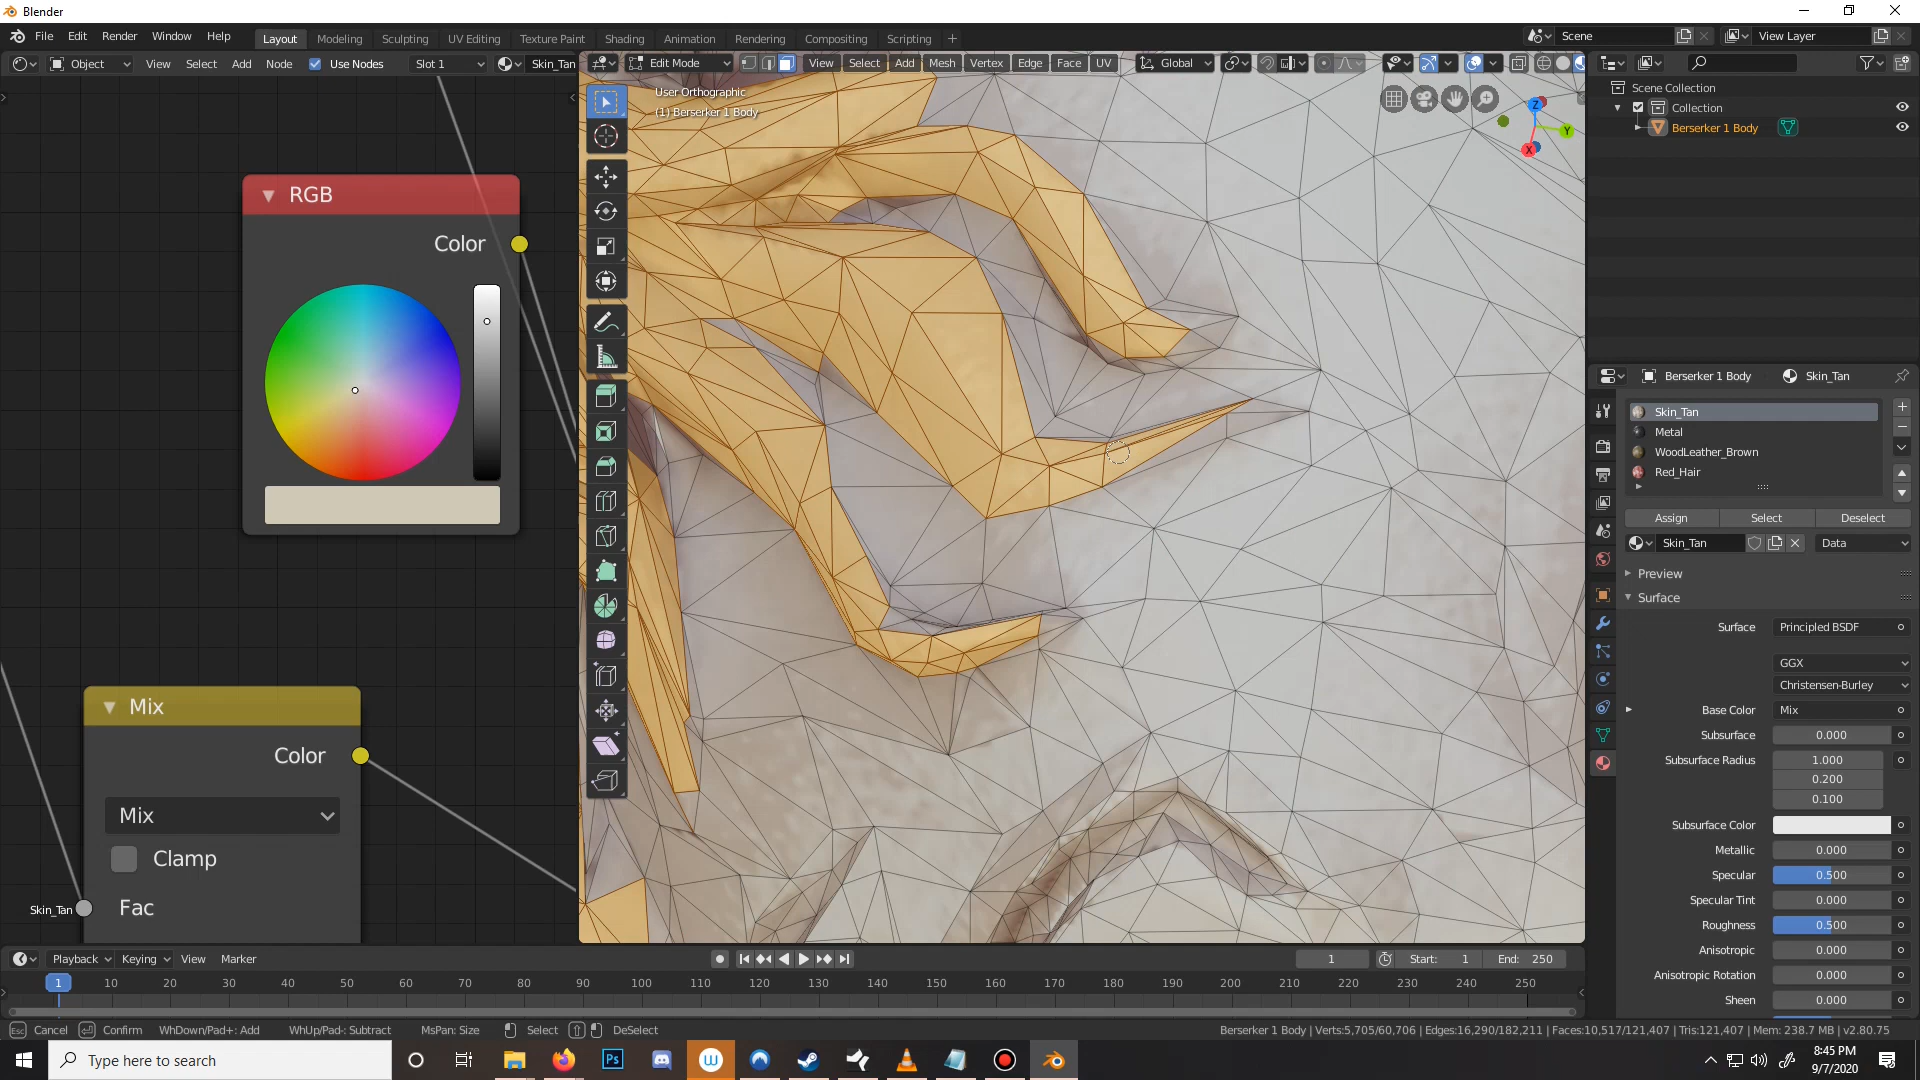 Blender
File Edit Render Window Help
Layout Modeling Sculpting UV Editing Texture Paint Shading Animation Rendering Compositing Scripting +
Scene
View Layer
Object View Select Add Node Use Nodes Slot 1 Skin_Tan
Edit Mode View Select Add Mesh Vertex Edge Face UV Global
User Orthographic
(1) Berserker 1 Body
Z
Y
X
Scene Collection
Collection
Berserker 1 Body
RGB
Color
Mix
Color
Mix
Clamp
Fac
Skin_Tan
Berserker 1 Body Skin_Tan
Skin_Tan
Metal
WoodLeather_Brown
Red_Hair
Assign Select Deselect
Skin_Tan Data
Preview
Surface
Surface Principled BSDF
GGX
Christensen-Burley
Base Color Mix
Subsurface 0.000
Subsurface Radius 1.000
0.200
0.100
Subsurface Color
Metallic 0.000
Specular 0.500
Specular Tint 0.000
Roughness 0.500
Anisotropic 0.000
Anisotropic Rotation 0.000
Sheen 0.000
Playback Keying View Marker
1 Start: 1 End: 250
1 10 20 30 40 50 60 70 80 90 100 110 120 130 140 150 160 170 180 190 200 210 220 230 240 250
Esc Cancel Confirm WhDown/Pad+: Add WhUp/Pad-: Subtract MsPan: Size Select DeSelect
Berserker 1 Body | Verts:5,705/60,706 | Edges:16,290/182,211 | Faces:10,517/121,407 | Tris:121,407 | Mem: 238.7 MB | v2.80.75
Type here to search
Ps
W
8:45 PM
9/7/2020